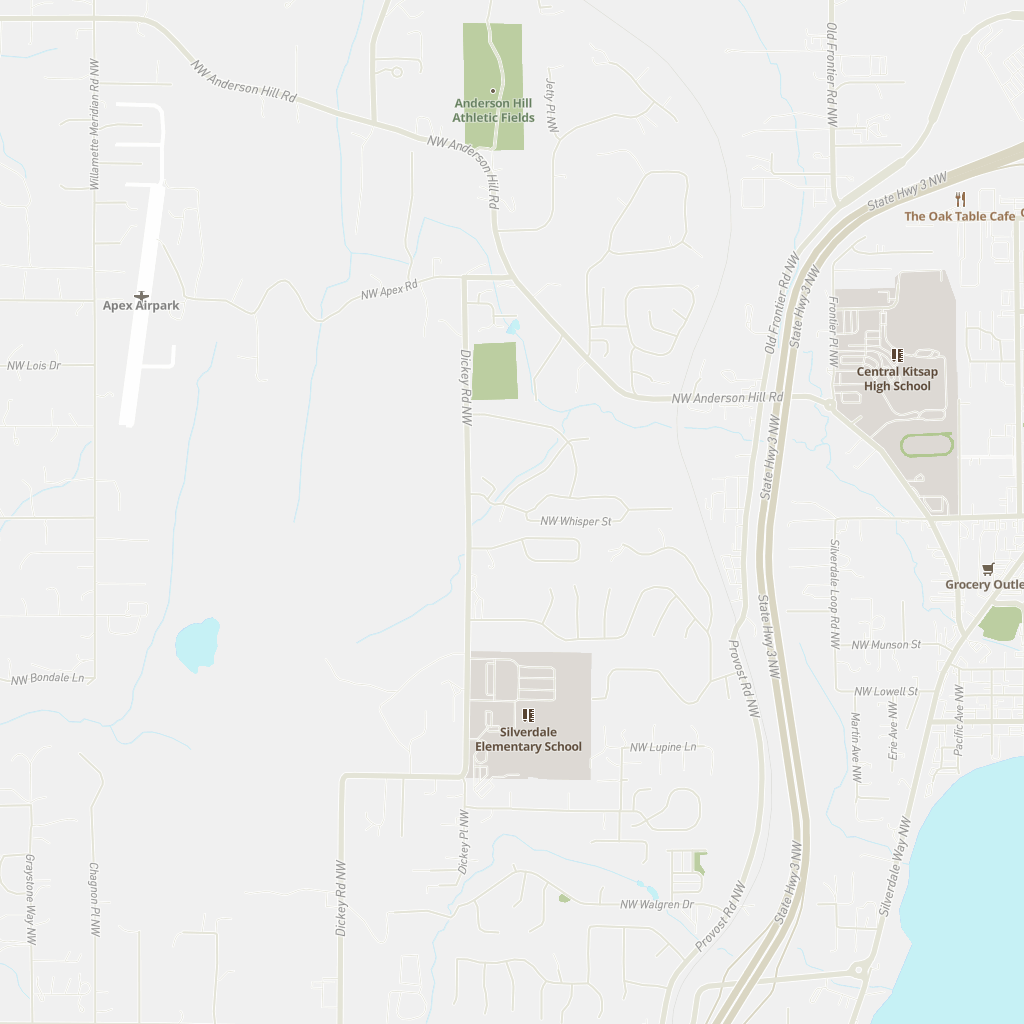 Willamette Meridian Rd NW
NW Anderson Hill Rd
Anderson Hill
Athletic Fields
Jetty Pl NW
Old Frontier Rd NW
NW Anderson Hill Rd
State Hwy 3 NW
The Oak Table Cafe
Apex Airpark
NW Apex Rd
Old Frontier Rd NW
State Hwy 3 NW
Frontier Pl NW
NW Lois Dr
Dickey Rd NW
Central Kitsap
High School
NW Anderson Hill Rd
State Hwy 3 NW
NW Whisper St
Silverdale Loop Rd NW
Grocery Outle
State Hwy 3 NW
NW Munson St
Provost Rd NW
NW Bondale Ln
NW Lowell St
Pacific Ave NW
Erie Ave NW
Martin Ave NW
Silverdale
Elementary School
NW Lupine Ln
Dickey Pl NW
Silverdale Way NW
Graystone Way NW
Chagnon Pl NW
Dickey Rd NW
State Hwy 3 NW
NW Walgren Dr
Provost Rd NW